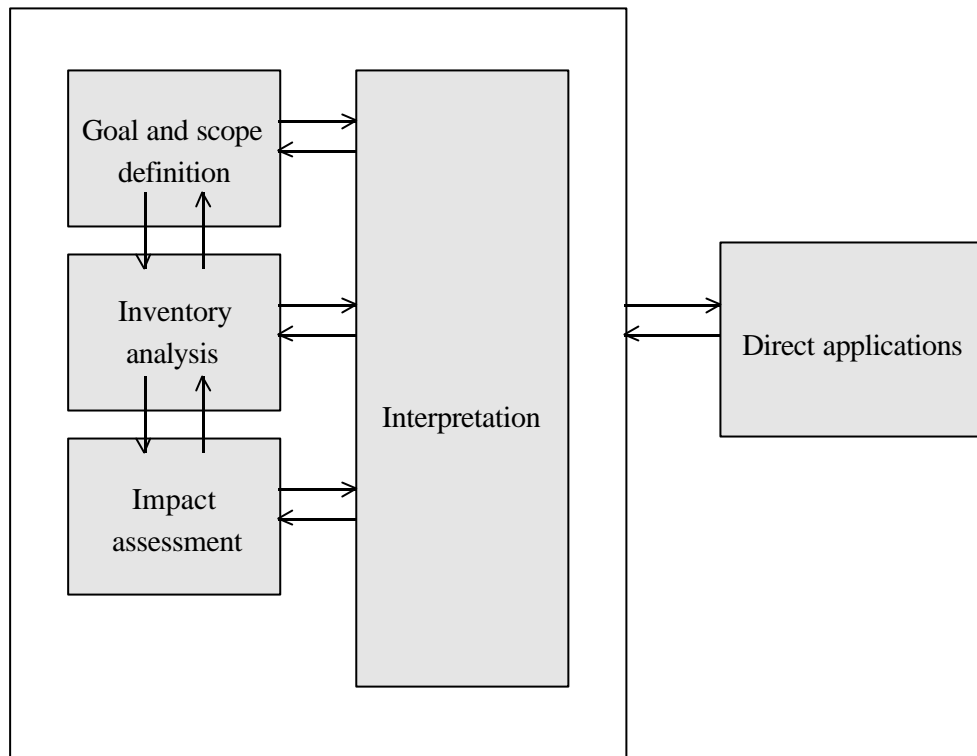 Goal and scope
definition
Inventory
analysis
Impact
assessment
Interpretation
Direct applications